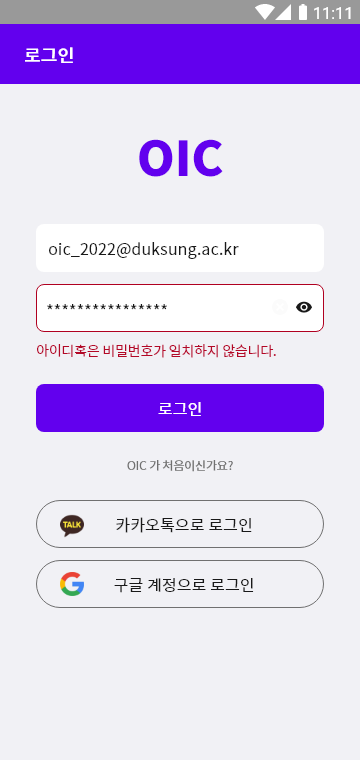 11:11
로그인
OIC
oic_2022@duksung.ac.kr
****************
아이디혹은 비밀번호가 일치하지 않습니다.
로그인
OIC 가 처음이신가요?
TALK
카카오톡으로 로그인
구글 계정으로 로그인